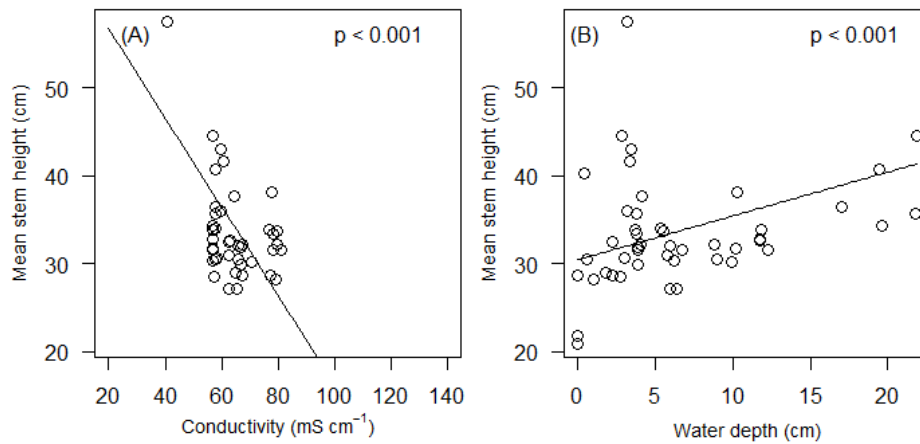 (A)
p < 0.001
Mean stem height (cm)
50
40
30
20
20 40 60 80 100 140
Conductivity (mS cm⁻¹)
(B)
p < 0.001
Mean stem height (cm)
50
40
30
20
0 5 10 15 20
Water depth (cm)